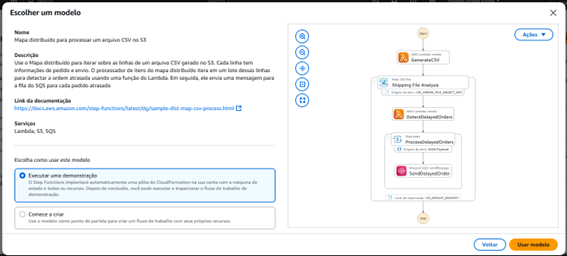 Escolher um modelo
Nome
Mapa distribuído para processar um arquivo CSV no S3
Descrição
Use o Mapa distribuído para iterar sobre as linhas de um arquivo CSV gerado no S3. Cada linha tem
informações de pedido e envio. O processador de itens do mapa distribuído itera em um lote dessas linhas
para detectar a ordem atrasada usando uma função do Lambda. Em seguida, ele envia uma mensagem para
a fila do SQS para cada pedido atrasado
Link da documentação
https://docs.aws.amazon.com/step-functions/latest/dg/sample-dist-map-csv-process.html
Serviços
Lambda, S3, SQS
Escolha como usar este modelo
Executar uma demonstração
O Step Functions implantará automaticamente uma pilha do CloudFormation na sua conta com a máquina de
estado e todos os recursos. Depois de concluído, você pode executar e inspecionar o fluxo de trabalho de
demonstração.
Comece a criar
Use o modelo como ponto de partida para criar um fluxo de trabalho com seus próprios recursos.
Ações
Start
GenerateCSV
Shipping File Analysis
DetectDelayedOrders
ProcessDelayedOrders
SendDelayedOrder
End
Voltar
Usar modelo